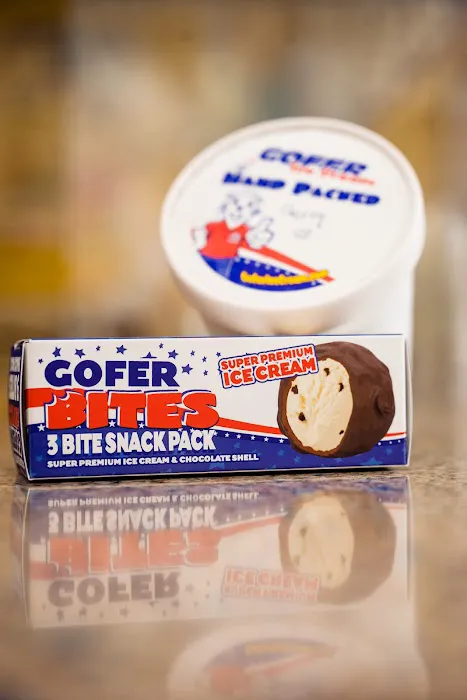 GOFER
Ice Cream
HAND PACKED
GOFER
BITES
3 BITE SNACK PACK
SUPER PREMIUM ICE CREAM & CHOCOLATE SHELL
SUPER PREMIUM
ICE CREAM